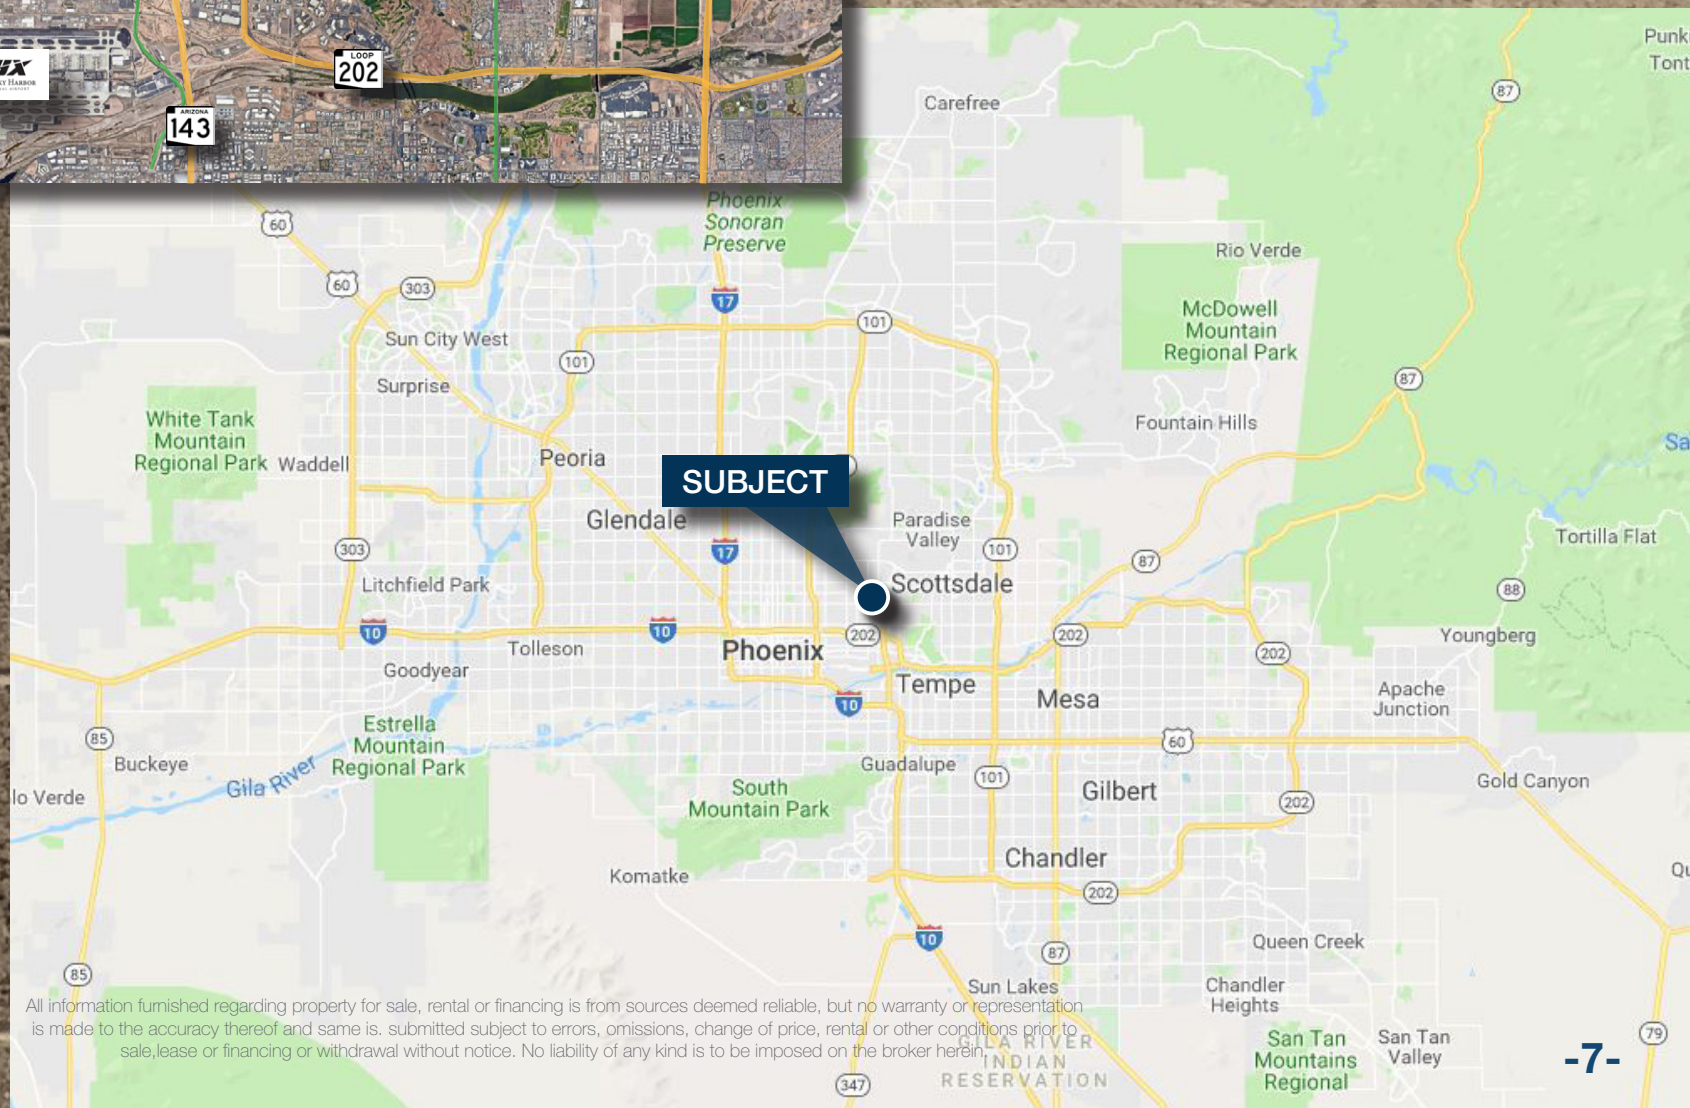 LOOP
202
ARIZONA
143
Carefree
87
60
Phoenix
Sonoran
Preserve
Rio Verde
60
303
17
101
McDowell
Mountain
Regional Park
Sun City West
101
Surprise
87
White Tank
Mountain
Regional Park
Waddell
Fountain Hills
Peoria
SUBJECT
Glendale
Paradise
Valley
303
17
101
87
Tortilla Flat
Litchfield Park
Scottsdale
88
10
10
202
202
Youngberg
Tolleson
Phoenix
202
Goodyear
Tempe
Mesa
Apache
Junction
10
Estrella
Mountain
Regional Park
85
Buckeye
Gila River
Guadalupe
60
101
South
Mountain Park
Gilbert
202
Gold Canyon
lo Verde
Chandler
Komatke
202
10
87
Queen Creek
85
Sun Lakes
Chandler
Heights
All information furnished regarding property for sale, rental or financing is from sources deemed reliable, but no warranty or representation
is made to the accuracy thereof and same is. submitted subject to errors, omissions, change of price, rental or other conditions prior to
sale,lease or financing or withdrawal without notice. No liability of any kind is to be imposed on the broker herein.
GILA RIVER
INDIAN
RESERVATION
San Tan
Mountains
Regional
San Tan
Valley
79
347
-7-